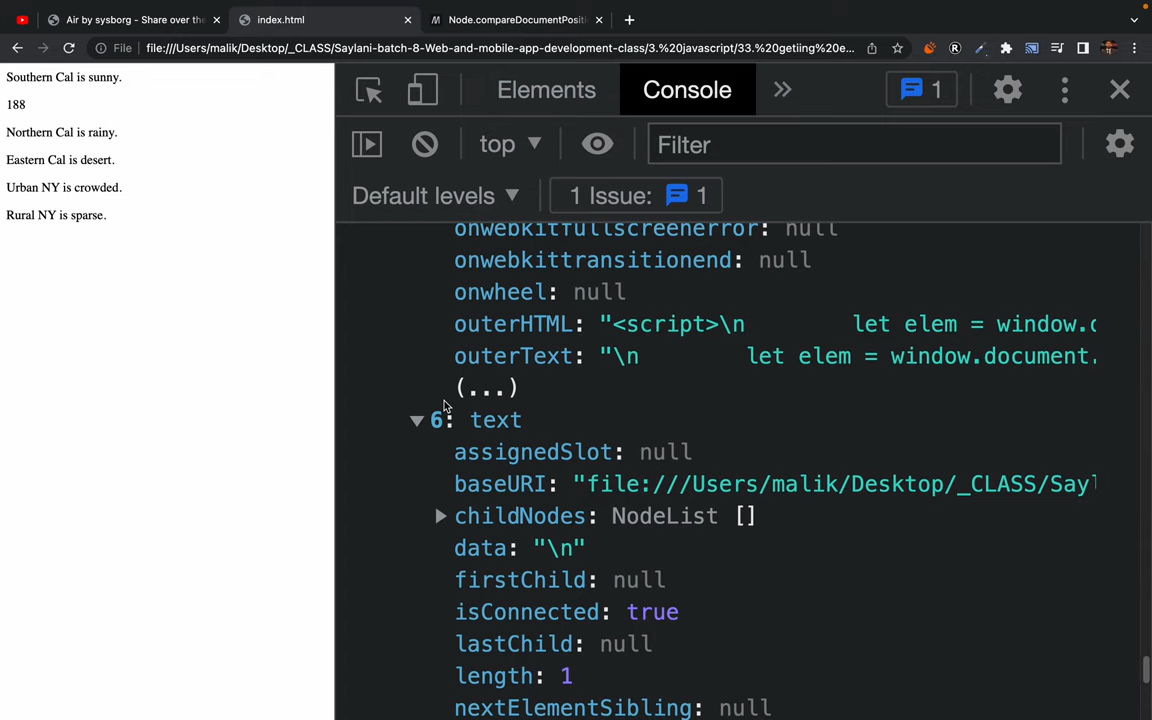 Air by sysborg - Share over the
index.html
Node.compareDocumentPositi
File file:///Users/malik/Desktop/_CLASS/Saylani-batch-8-Web-and-mobile-app-development-class/3.%20javascript/33.%20getiing%20e...
Southern Cal is sunny.
188
Northern Cal is rainy.
Eastern Cal is desert.
Urban NY is crowded.
Rural NY is sparse.
Elements Console 1
top Filter
Default levels 1 Issue: 1
onwebkitfullscreenerror: null
onwebkittransitionend: null
onwheel: null
outerHTML: "<script>\n let elem = window.d
outerText: "\n let elem = window.document.
(...)
6: text
assignedSlot: null
baseURI: "file:///Users/malik/Desktop/_CLASS/Sayl
childNodes: NodeList []
data: "\n"
firstChild: null
isConnected: true
lastChild: null
length: 1
nextElementSibling: null